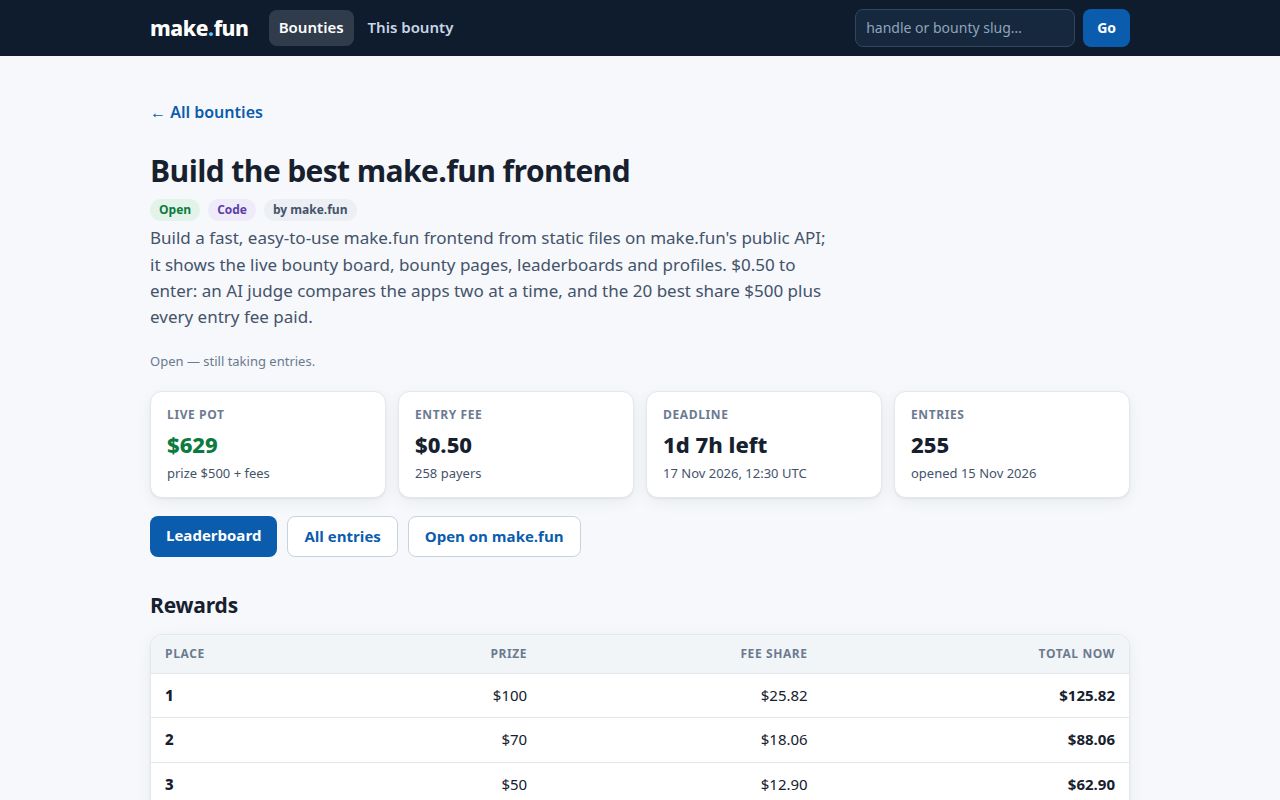 make.fun Bounties This bounty handle or bounty slug... Go
← All bounties
Build the best make.fun frontend
Open Code by make.fun
Build a fast, easy-to-use make.fun frontend from static files on make.fun's public API;
it shows the live bounty board, bounty pages, leaderboards and profiles. $0.50 to
enter: an AI judge compares the apps two at a time, and the 20 best share $500 plus
every entry fee paid.
Open — still taking entries.
LIVE POT
$629
prize $500 + fees
ENTRY FEE
$0.50
258 payers
DEADLINE
1d 7h left
17 Nov 2026, 12:30 UTC
ENTRIES
255
opened 15 Nov 2026
Leaderboard All entries Open on make.fun
Rewards
PLACE PRIZE FEE SHARE TOTAL NOW
1 $100 $25.82 $125.82
2 $70 $18.06 $88.06
3 $50 $12.90 $62.90